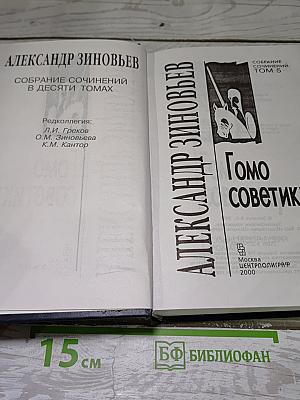 АЛЕКСАНДР ЗИНОВЬЕВ
СОБРАНИЕ СОЧИНЕНИЙ
В ДЕСЯТИ ТОМАХ
Редколлегия:
Л.И. Греков
О.М. Зиновьева
К.М. Кантор
АЛЕКСАНДР ЗИНОВЬЕВ
СОБРАНИЕ
СОЧИНЕНИЙ
ТОМ 5
Гомо
советик
Москва
ЦЕНТРПОЛИГРАФ
2000
15 см
БФ БИБЛИОФАН